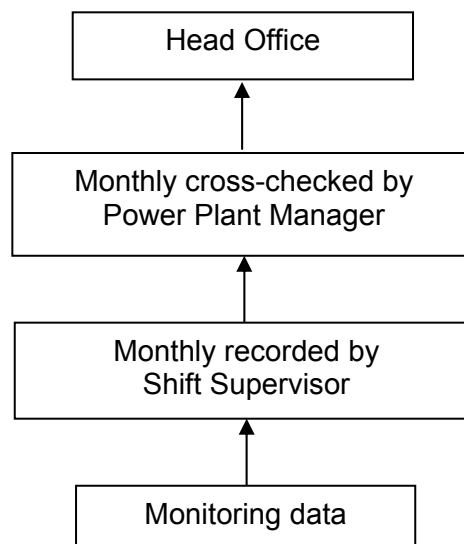 Head Office
Monthly cross-checked by
Power Plant Manager
Monthly recorded by
Shift Supervisor
Monitoring data